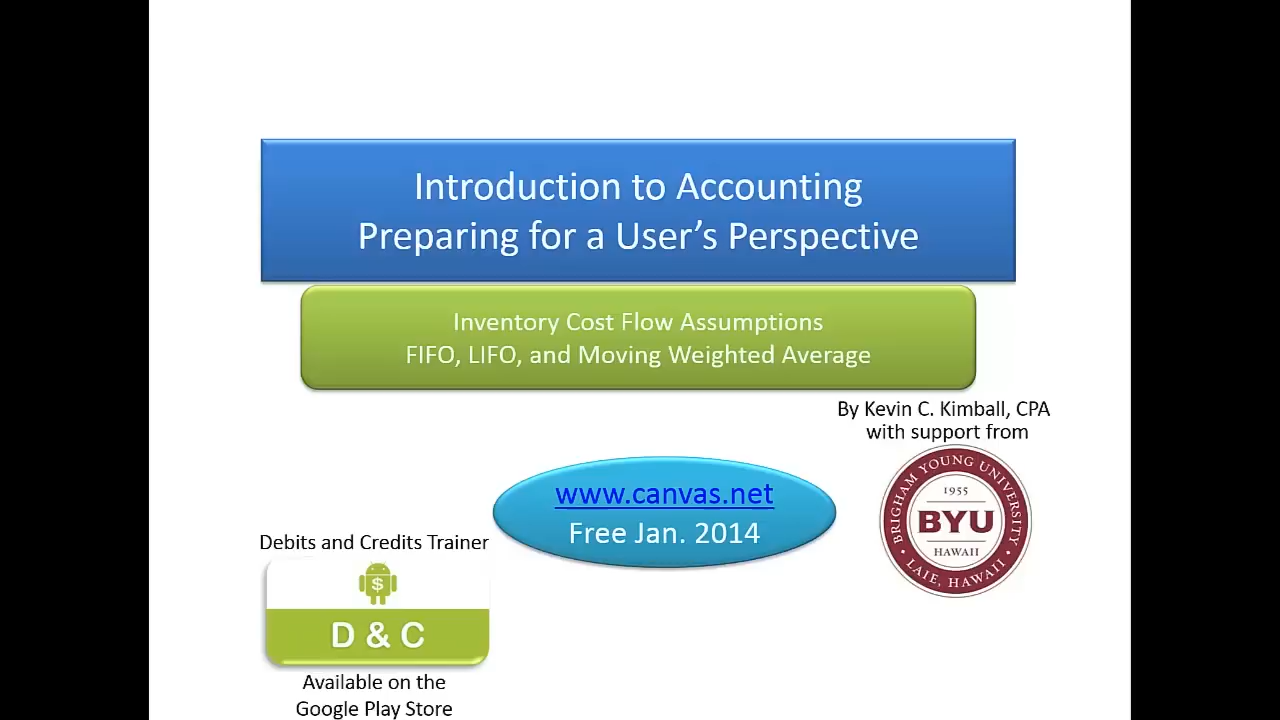 Introduction to Accounting
Preparing for a User’s Perspective
Inventory Cost Flow Assumptions
FIFO, LIFO, and Moving Weighted Average
By Kevin C. Kimball, CPA
with support from
www.canvas.net
Free Jan. 2014
BRIGHAM YOUNG UNIVERSITY
1955
BYU
HAWAII
• LAIE, HAWAII •
Debits and Credits Trainer
$
D & C
Available on the
Google Play Store